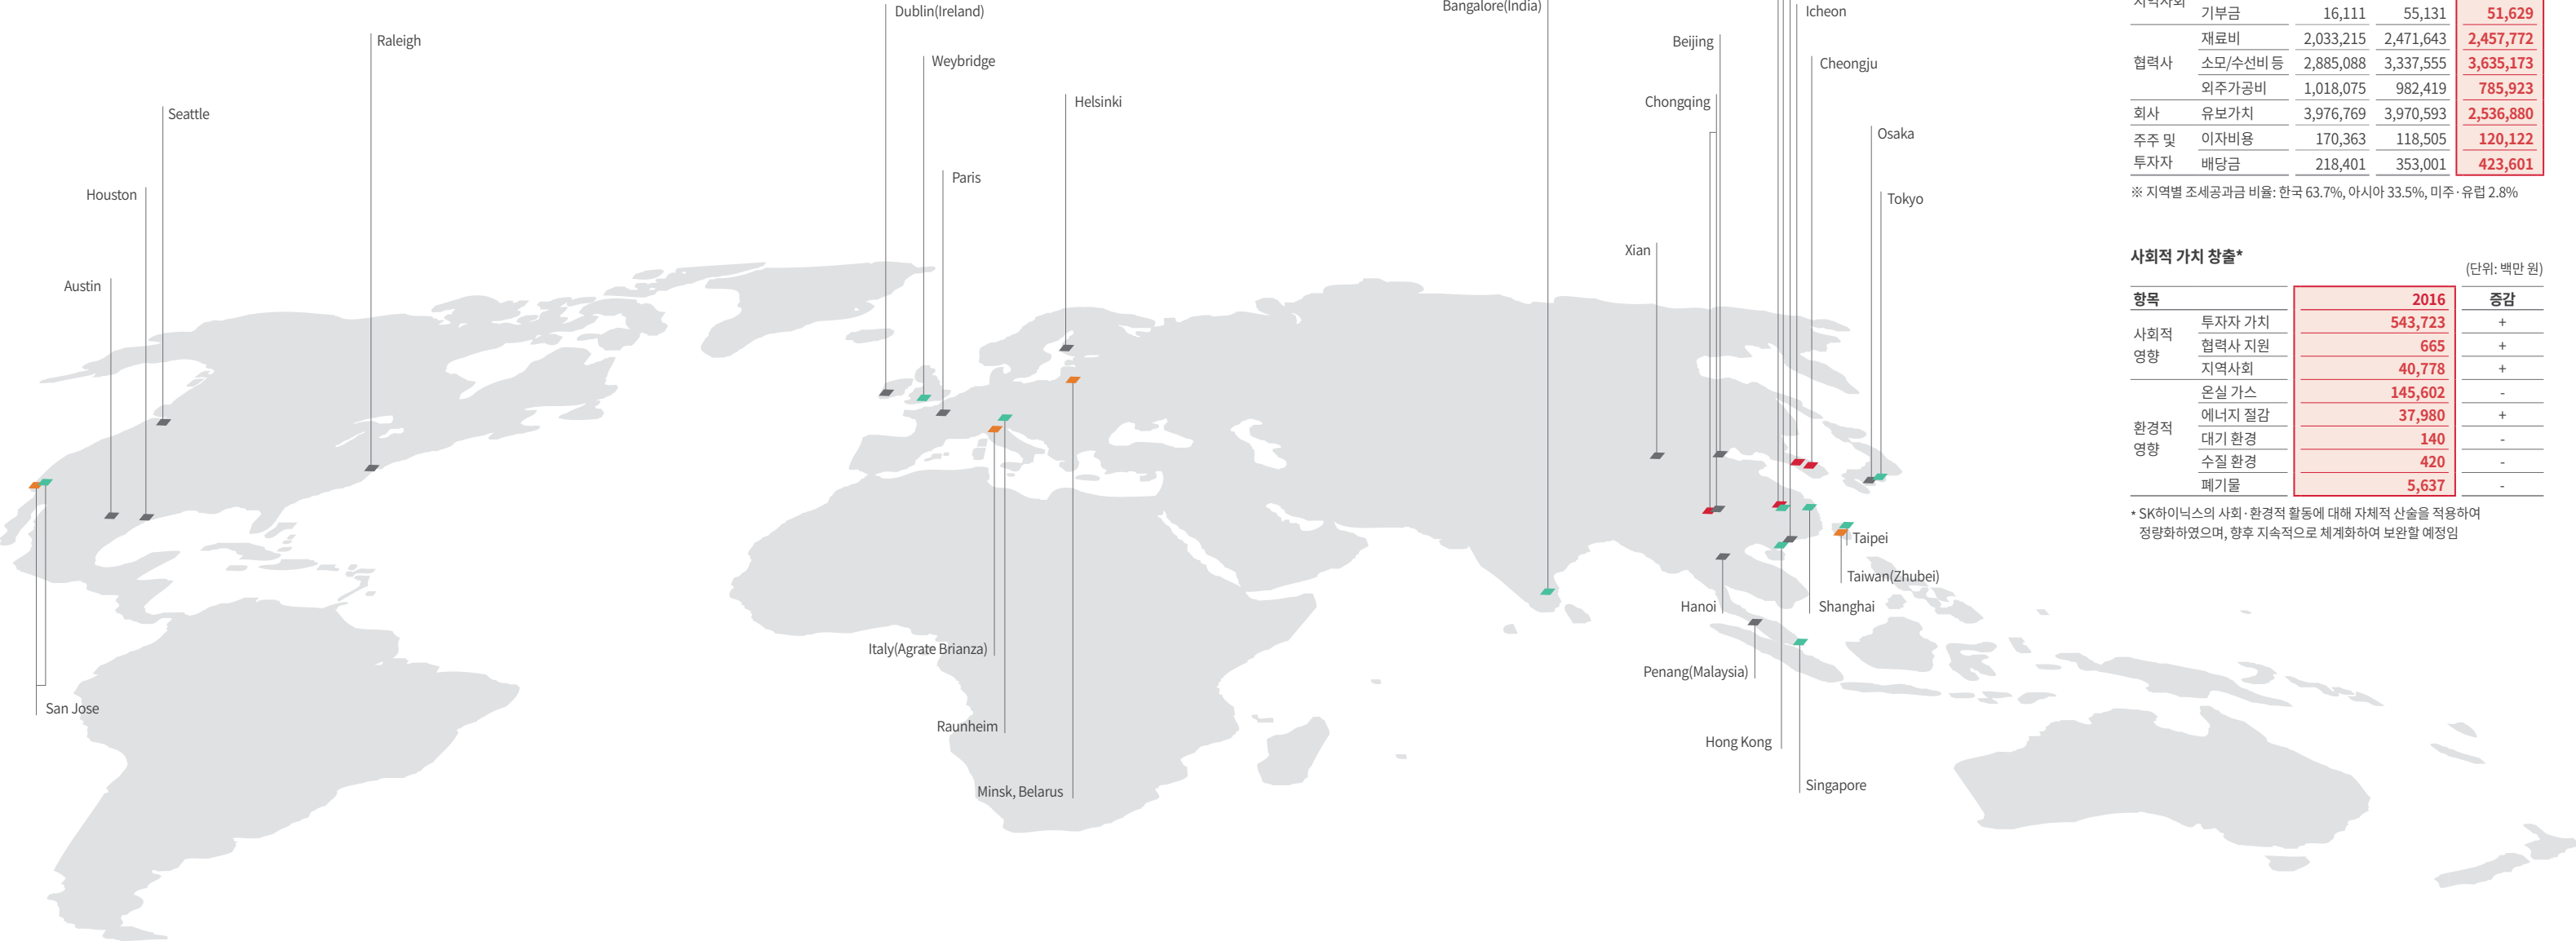 Dublin(Ireland)
Bangalore(India)
Icheon
Raleigh
Beijing
Weybridge
Cheongju
Helsinki
Chongqing
Seattle
Osaka
Paris
Houston
Tokyo
Xian
Austin
Taipei
Taiwan(Zhubei)
Hanoi
Shanghai
Italy(Agrate Brianza)
Penang(Malaysia)
San Jose
Raunheim
Hong Kong
Minsk, Belarus
Singapore
지역사회
기부금 16,111 55,131 51,629
재료비 2,033,215 2,471,643 2,457,772
협력사 소모/수선비 등 2,885,088 3,337,555 3,635,173
외주가공비 1,018,075 982,419 785,923
회사 유보가치 3,976,769 3,970,593 2,536,880
주주 및 이자비용 170,363 118,505 120,122
투자자 배당금 218,401 353,001 423,601
※ 지역별 조세공과금 비율: 한국 63.7%, 아시아 33.5%, 미주·유럽 2.8%
사회적 가치 창출*
(단위: 백만 원)
항목 2016 증감
사회적
영향
투자자 가치 543,723 +
협력사 지원 665 +
지역사회 40,778 +
환경적
영향
온실 가스 145,602 -
에너지 절감 37,980 +
대기 환경 140 -
수질 환경 420 -
폐기물 5,637 -
* SK하이닉스의 사회·환경적 활동에 대해 자체적 산술을 적용하여
정량화하였으며, 향후 지속적으로 체계화하여 보완할 예정임